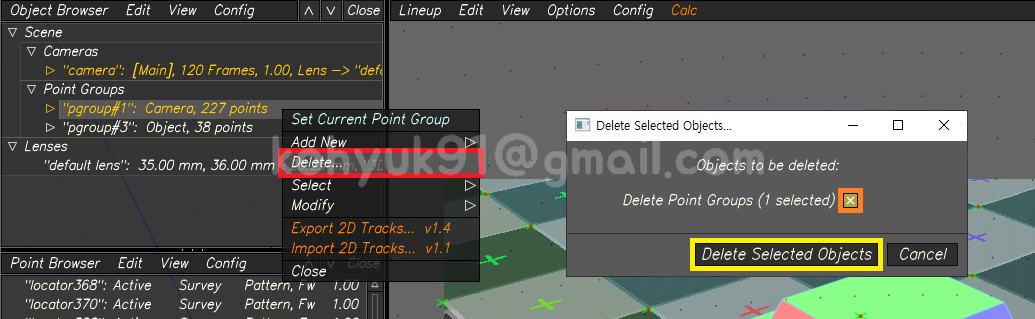 Object Browser Edit View Config Close
Scene
Cameras
"camera": [Main], 120 Frames, 1.00, Lens -> "defa
Point Groups
"pgroup#1": Camera, 227 points
"pgroup#3": Object, 38 points
Lenses
"default lens": 35.00 mm, 36.00 mm
Set Current Point Group
Add New
Delete...
Select
Modify
Export 2D Tracks... v1.4
Import 2D Tracks... v1.1
Close
Point Browser Edit View Config
"locator368": Active Survey Pattern, Fw 1.00
"locator370": Active Survey Pattern, Fw 1.00
Lineup Edit View Options Config Calc
Delete Selected Objects...
Objects to be deleted:
Delete Point Groups (1 selected)
Delete Selected Objects Cancel
kohyuk91@gmail.com